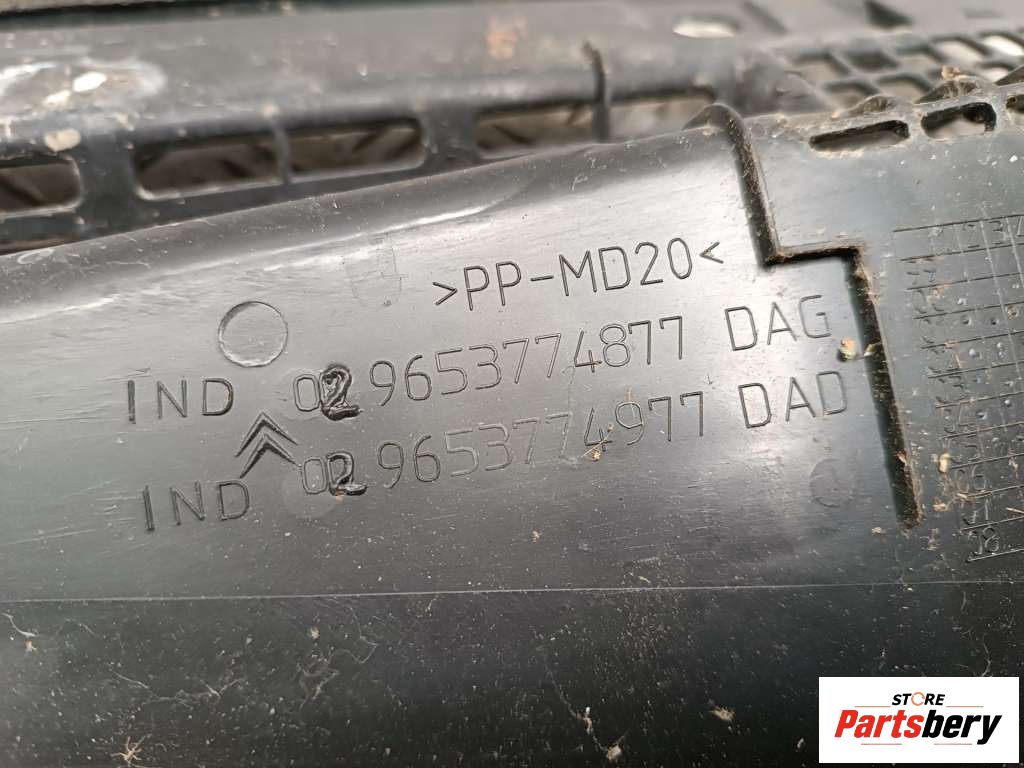 >PP-MD20<
IND 02 9653774877 DAG
IND 02 9653774977 DAD
STORE
Partsbery